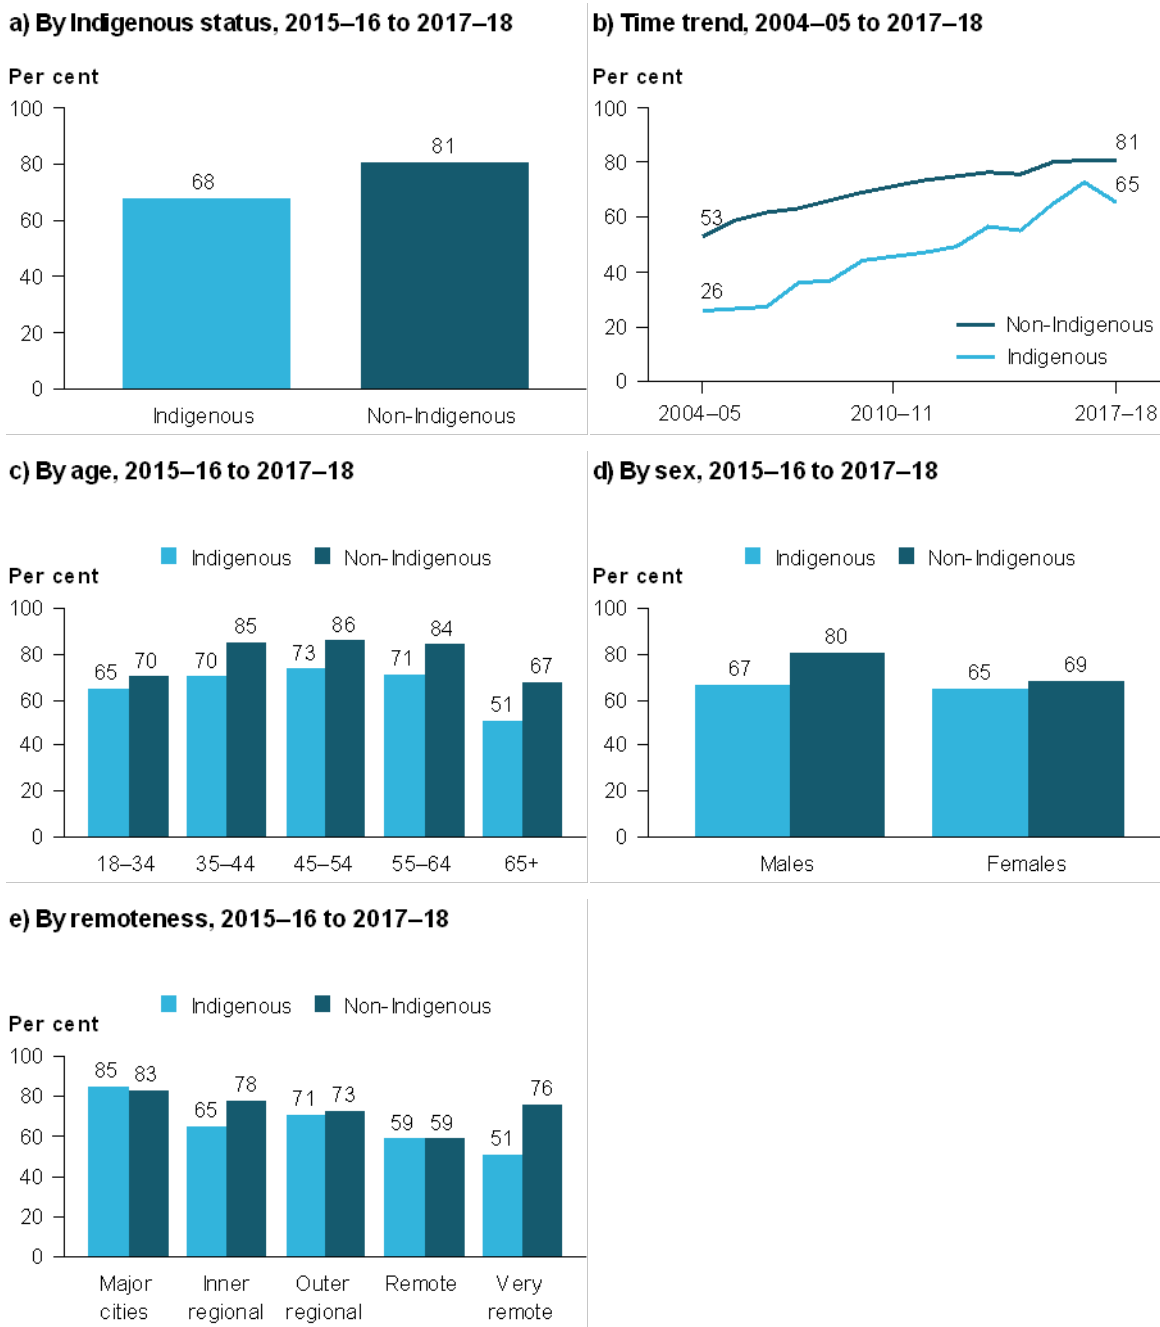 a) By Indigenous status, 2015–16 to 2017–18
Per cent
100
80
60
40
20
0
68
81
Indigenous
Non-Indigenous
b) Time trend, 2004–05 to 2017–18
Per cent
100
80
60
40
20
0
53
26
81
65
Non-Indigenous
Indigenous
2004–05
2010–11
2017–18
c) By age, 2015–16 to 2017–18
Indigenous
Non-Indigenous
Per cent
100
80
60
40
20
0
65
70
70
85
73
86
71
84
51
67
18–34
35–44
45–54
55–64
65+
d) By sex, 2015–16 to 2017–18
Indigenous
Non-Indigenous
Per cent
100
80
60
40
20
0
67
80
65
69
Males
Females
e) By remoteness, 2015–16 to 2017–18
Indigenous
Non-Indigenous
Per cent
100
80
60
40
20
0
85
83
65
78
71
73
59
59
51
76
Major
cities
Inner
regional
Outer
regional
Remote
Very
remote